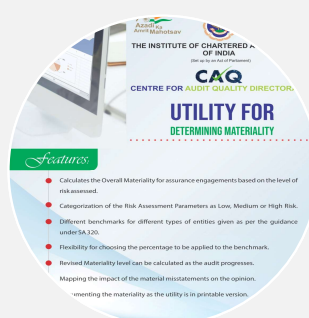 Azadi Ka
Amrit Mahotsav
THE INSTITUTE OF CHARTERED
OF INDIA
(Set up by an Act of Parliament)
CAQ
CENTRE FOR AUDIT QUALITY
UTILITY FOR
DETERMINING MATERIALITY
Features
Calculates the Overall Materiality for assurance engagements based on the level of
risk assessed.
Categorization of the Risk Assessment Parameters as Low, Medium or High Risk.
Different benchmarks for different types of entities given as per the guidance
under SA 320.
Flexibility for choosing the percentage to be applied to the benchmark.
Revised Materiality level can be calculated as the audit progresses.
Mapping the impact of the material misstatements on the opinion.
the materiality as the utility is in printable version.